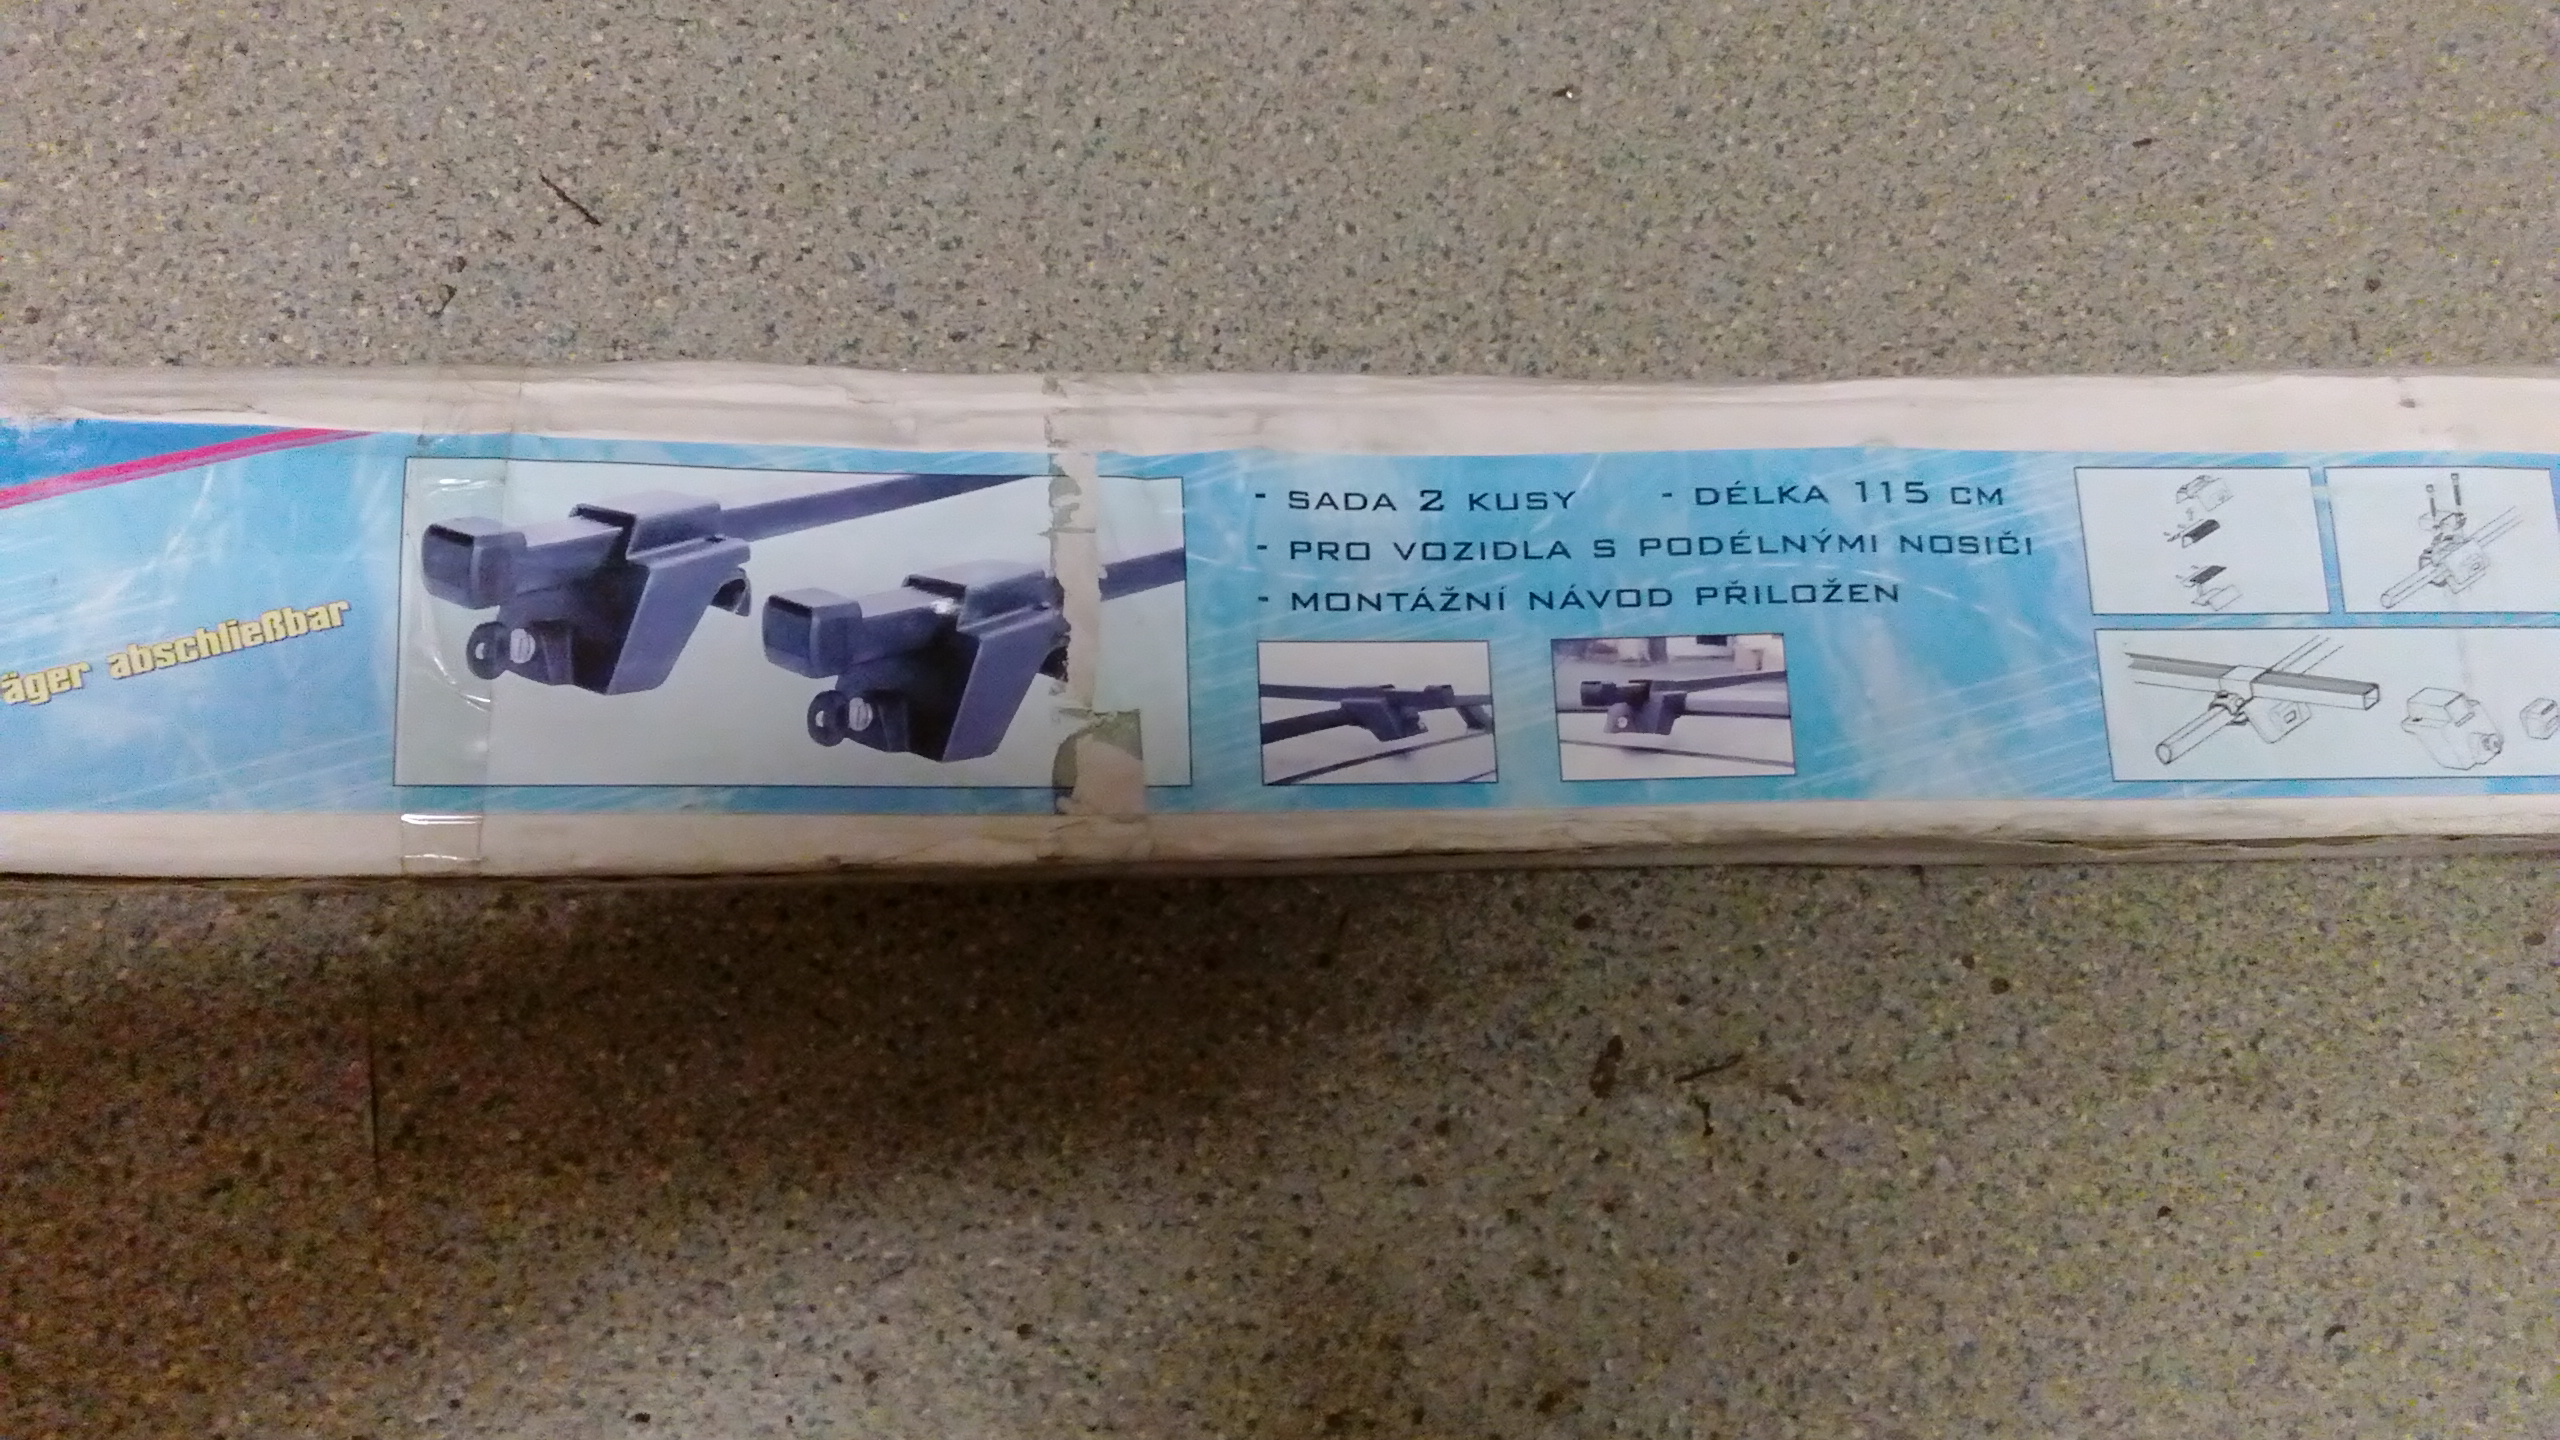 äger abschließbar
- SADA 2 KUSY - DÉLKA 115 CM
- PRO VOZIDLA S PODÉLNÝMI NOSIČI
- MONTÁŽNÍ NÁVOD PŘILOŽEN